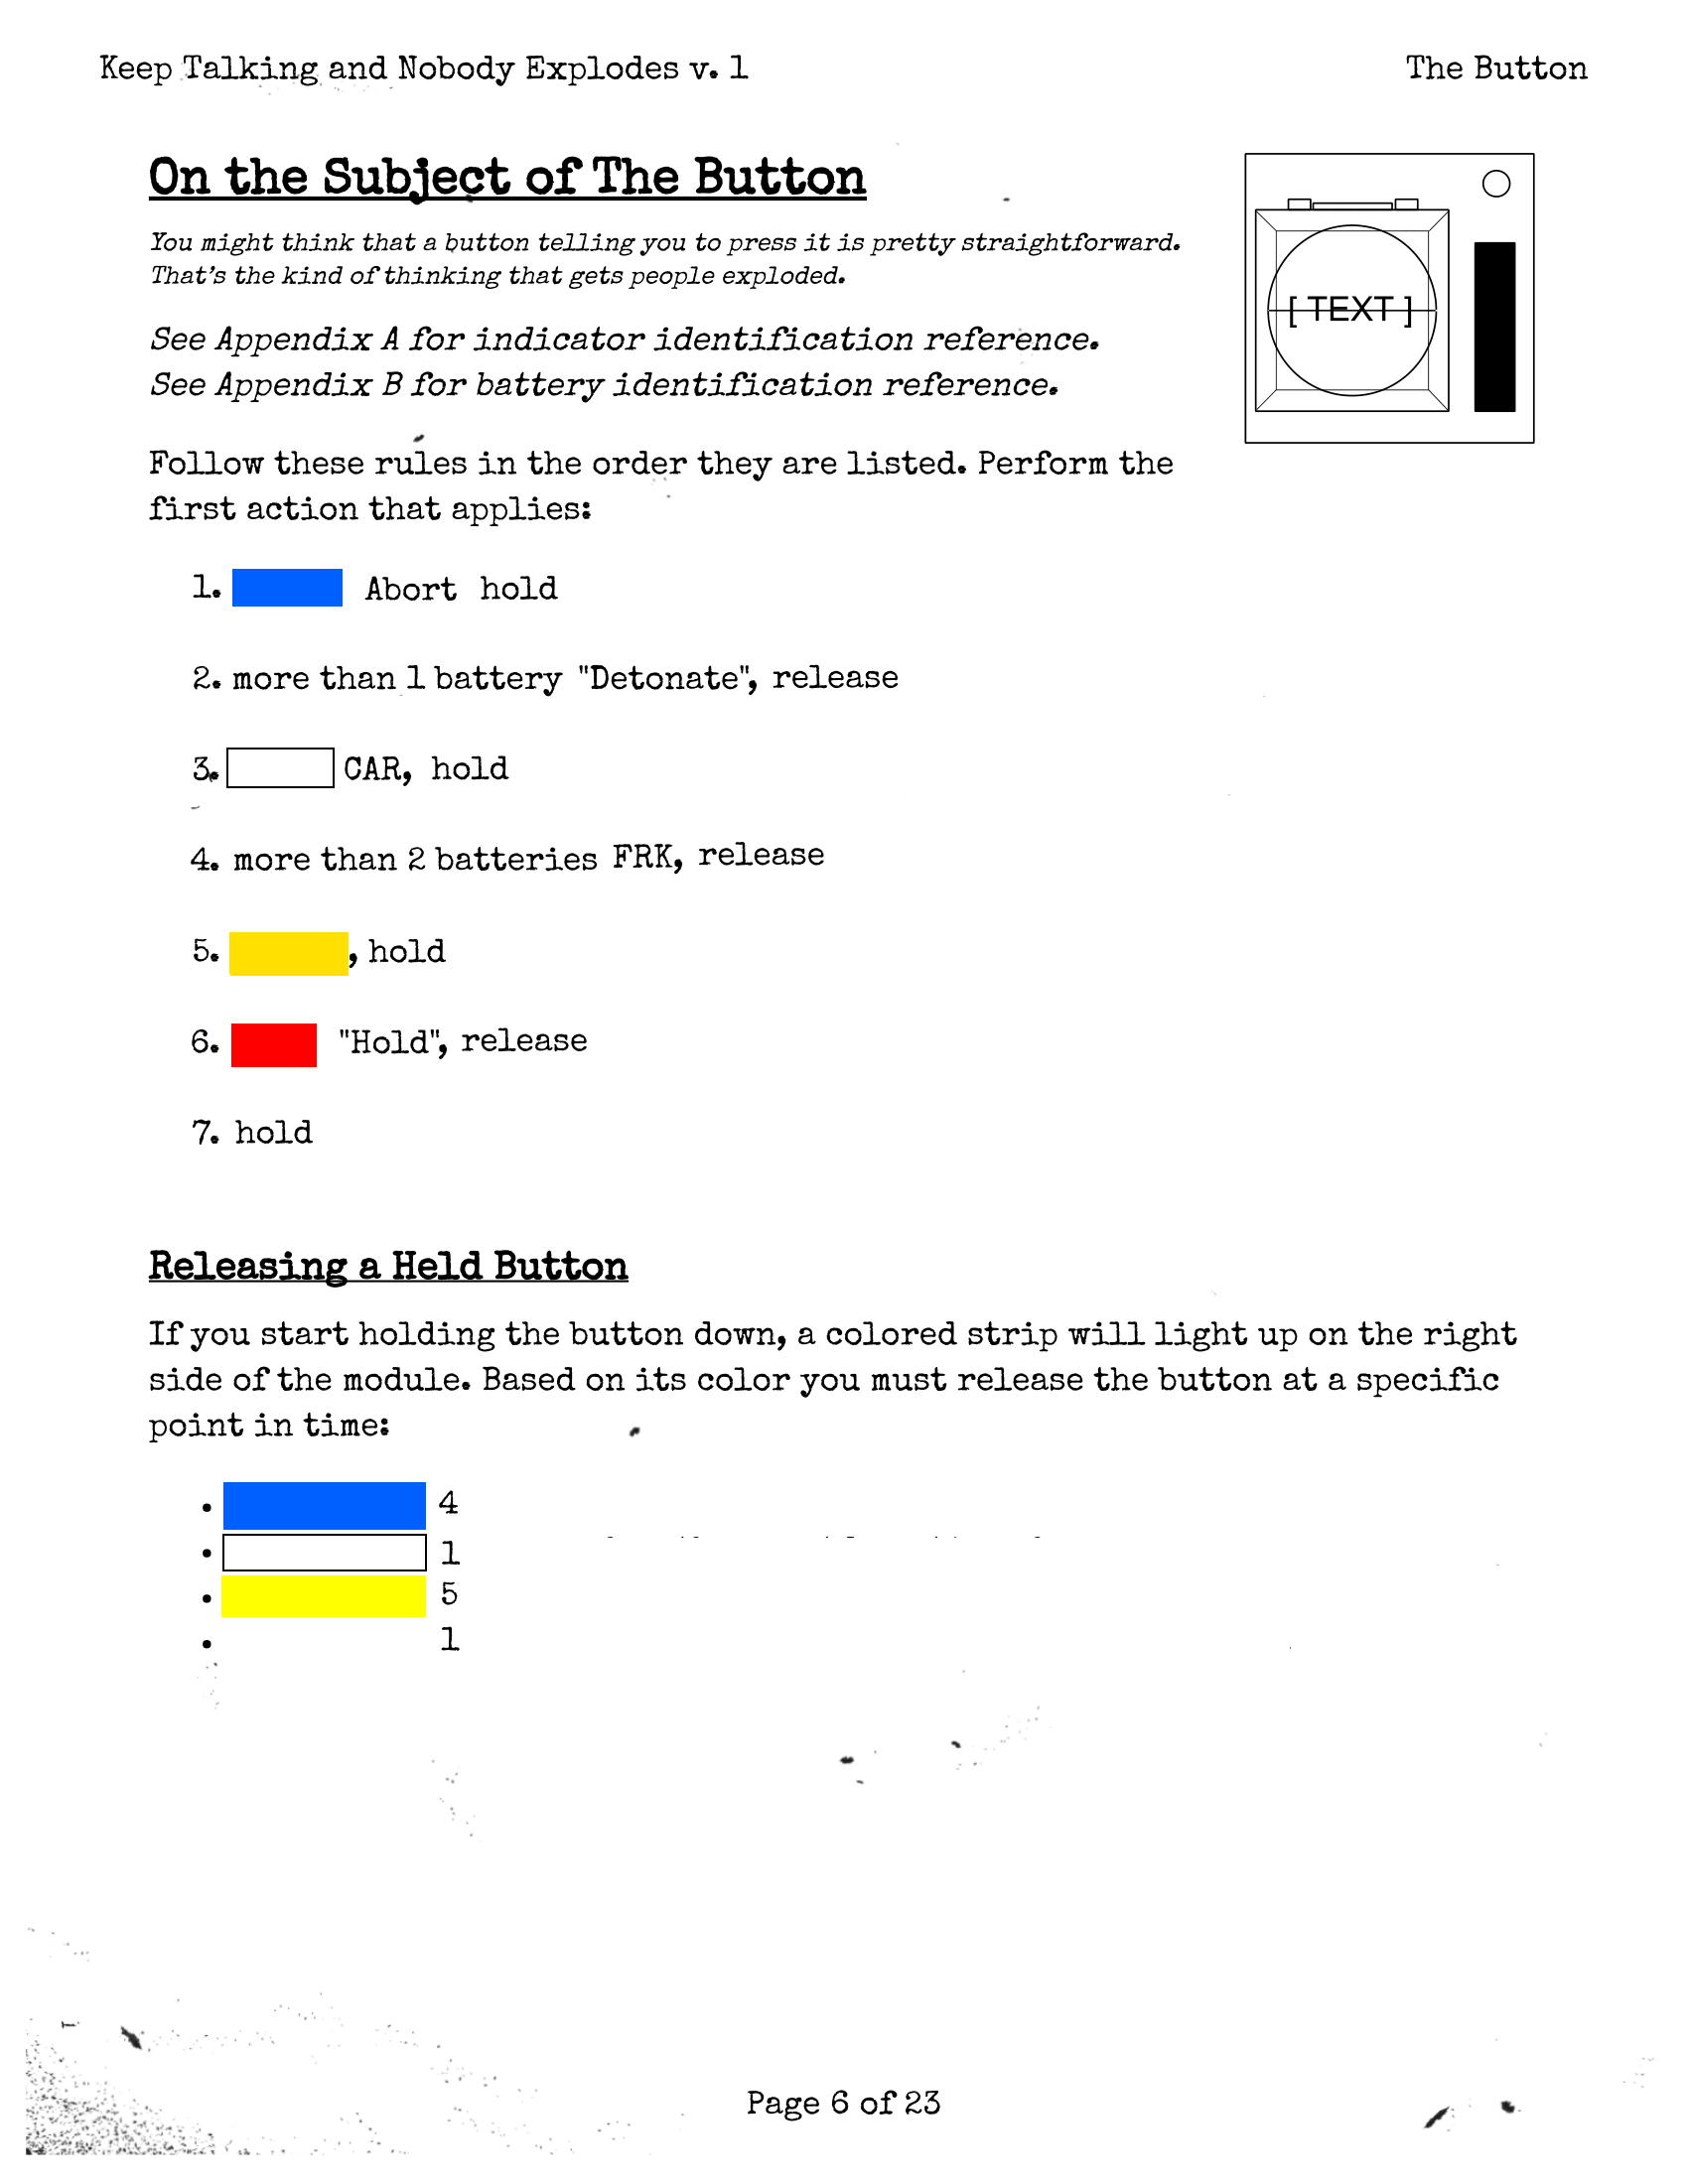 Keep Talking and Nobody Explodes v. 1
The Button
On the Subject of The Button
You might think that a button telling you to press it is pretty straightforward.
That's the kind of thinking that gets people exploded.
[ TEXT ]
See Appendix A for indicator identification reference.
See Appendix B for battery identification reference.
Follow these rules in the order they are listed. Perform the
first action that applies:
1. Abort hold
2. more than 1 battery "Detonate", release
3. CAR, hold
4. more than 2 batteries FRK, release
5. , hold
6. "Hold", release
7. hold
Releasing a Held Button
If you start holding the button down, a colored strip will light up on the right
side of the module. Based on its color you must release the button at a specific
point in time:
• 4
• 1
• 5
• 1
Page 6 of 23